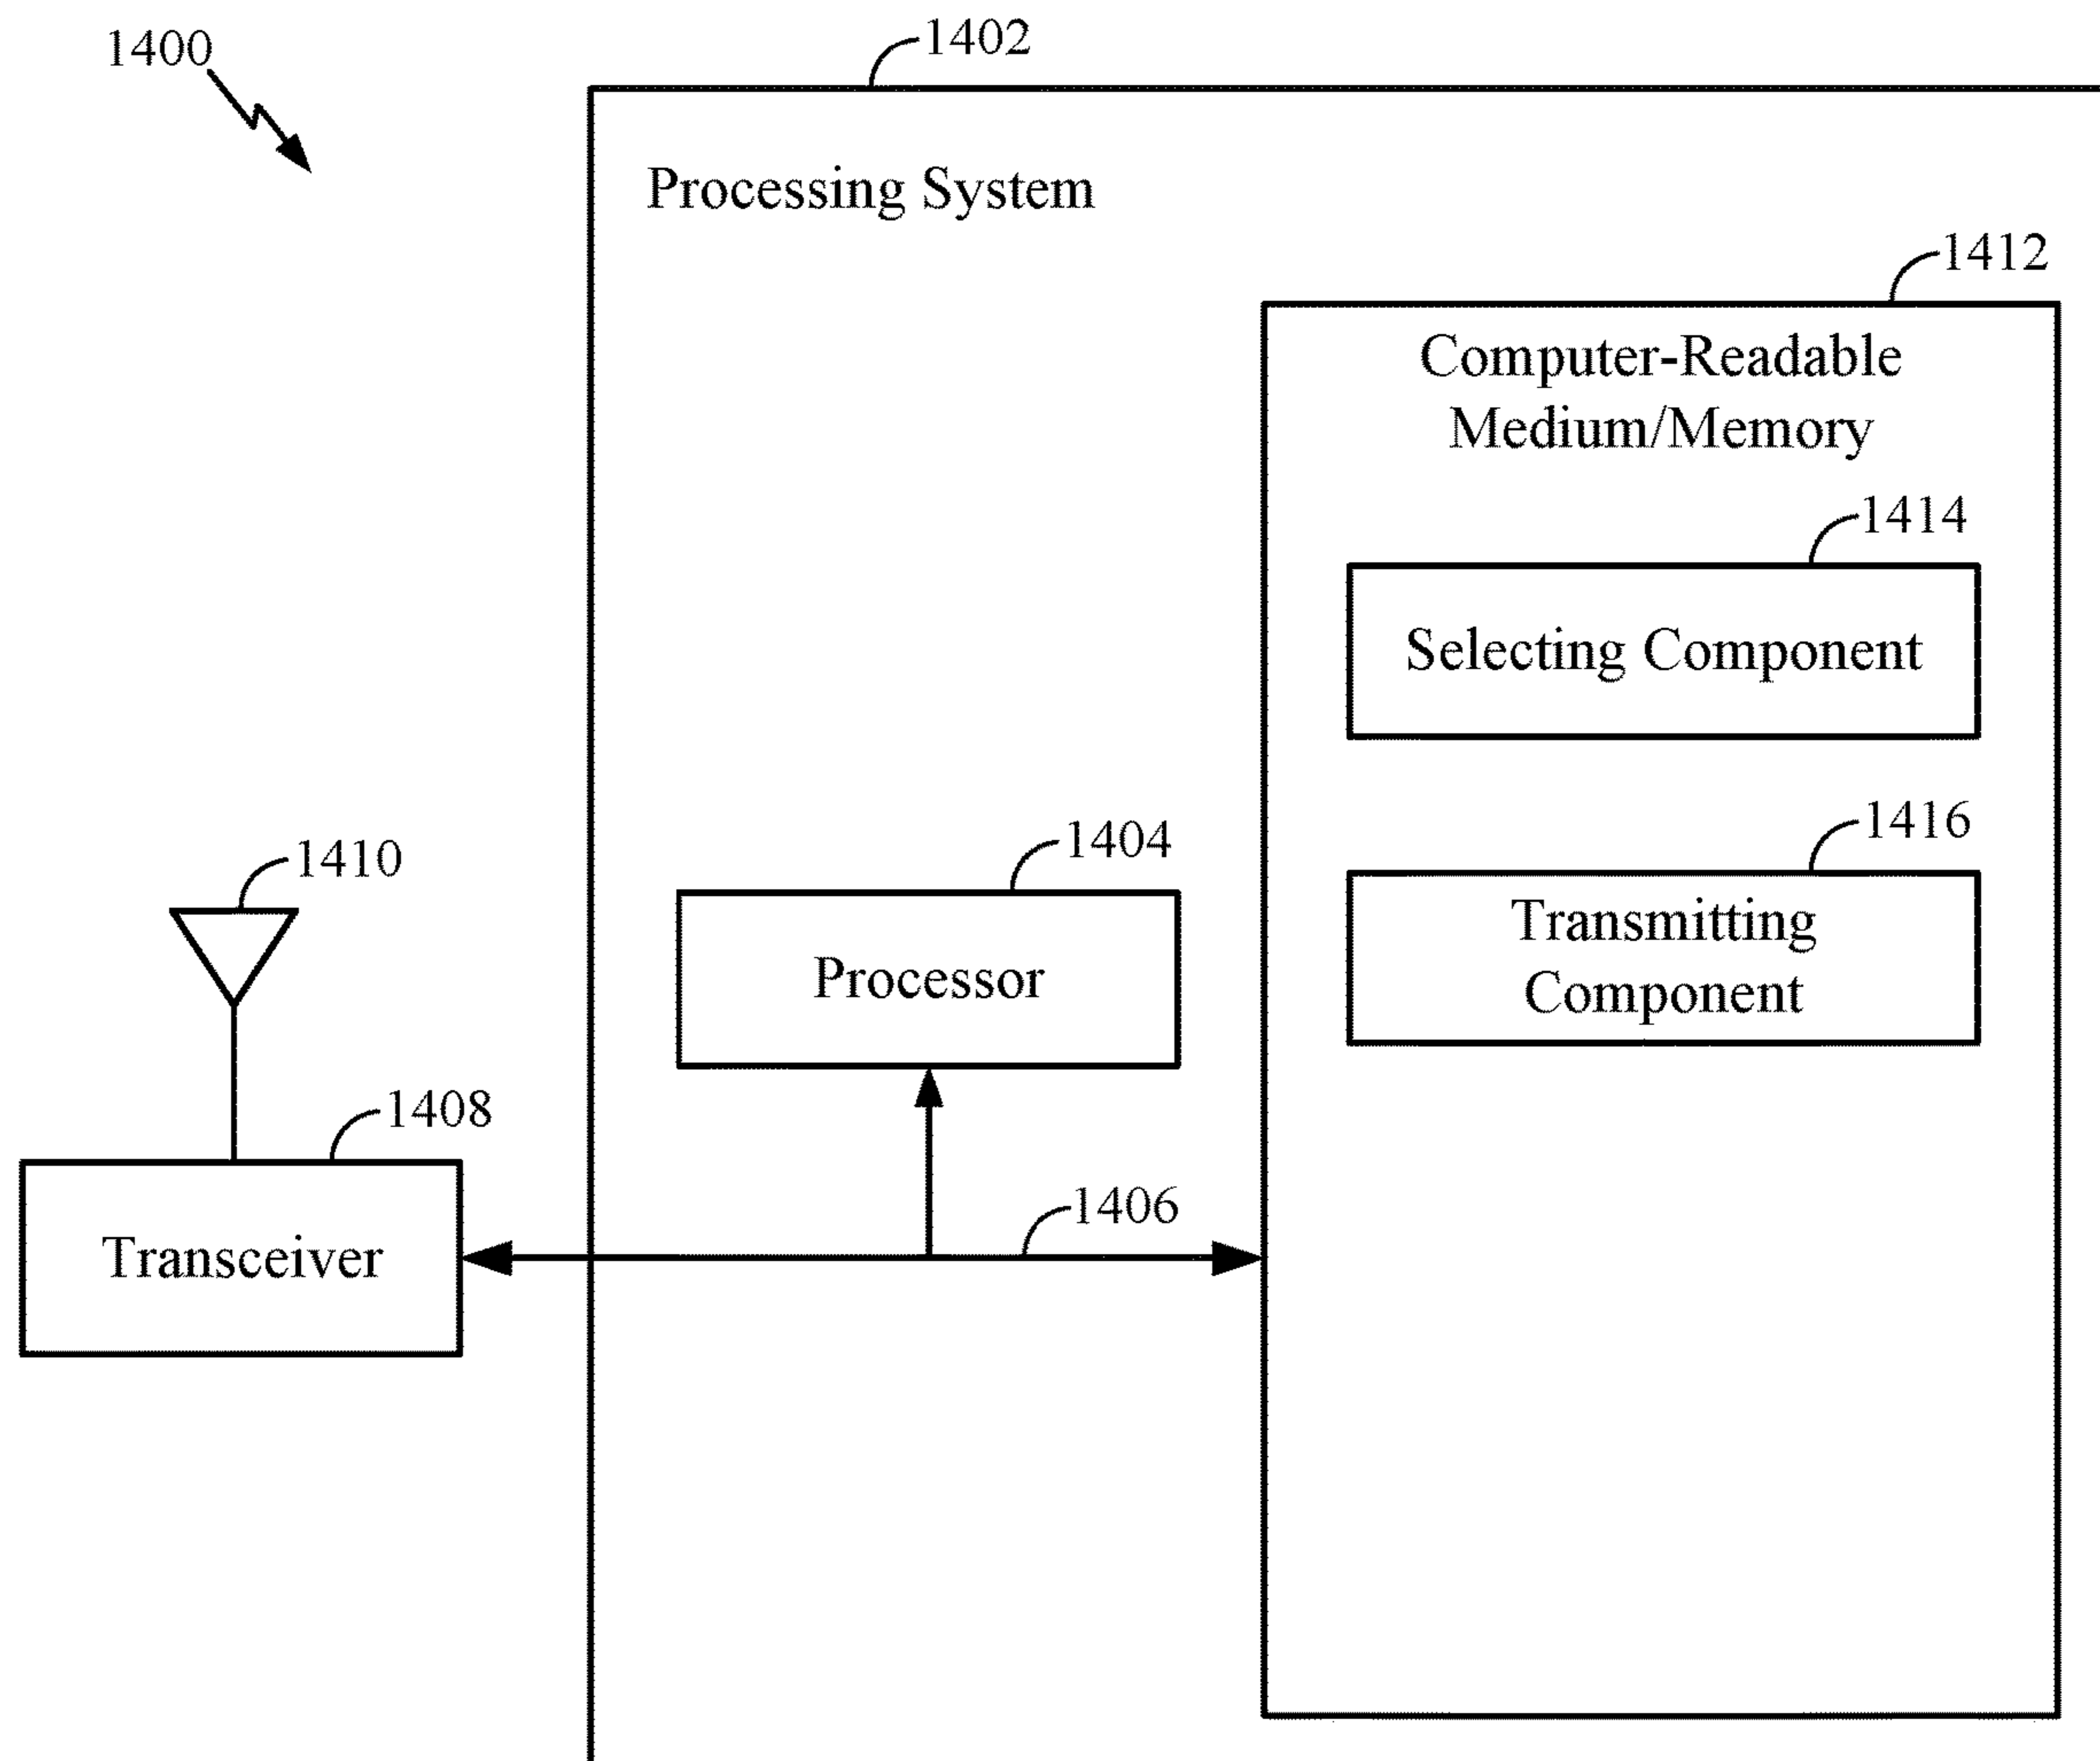 1400
1402
Processing System
1412
Computer-Readable
Medium/Memory
1414
Selecting Component
1404
1416
1410
Processor
Transmitting
Component
1408
1406
Transceiver